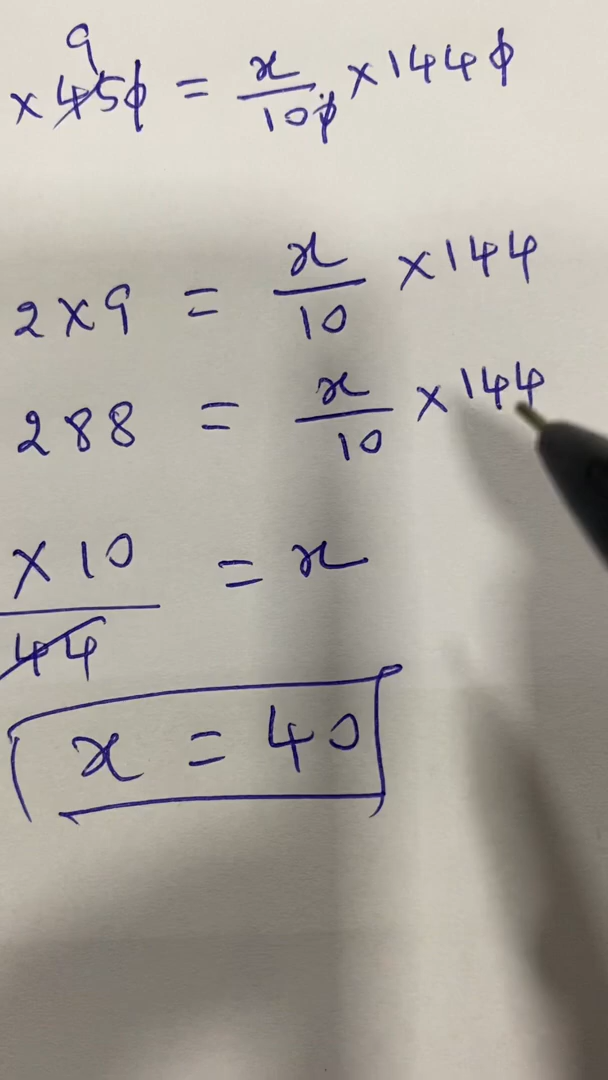 9
× 450 = x/100 × 1440
2 × 9 = x/10 × 144
288 = x/10 × 144
× 10/44 = x
x = 40